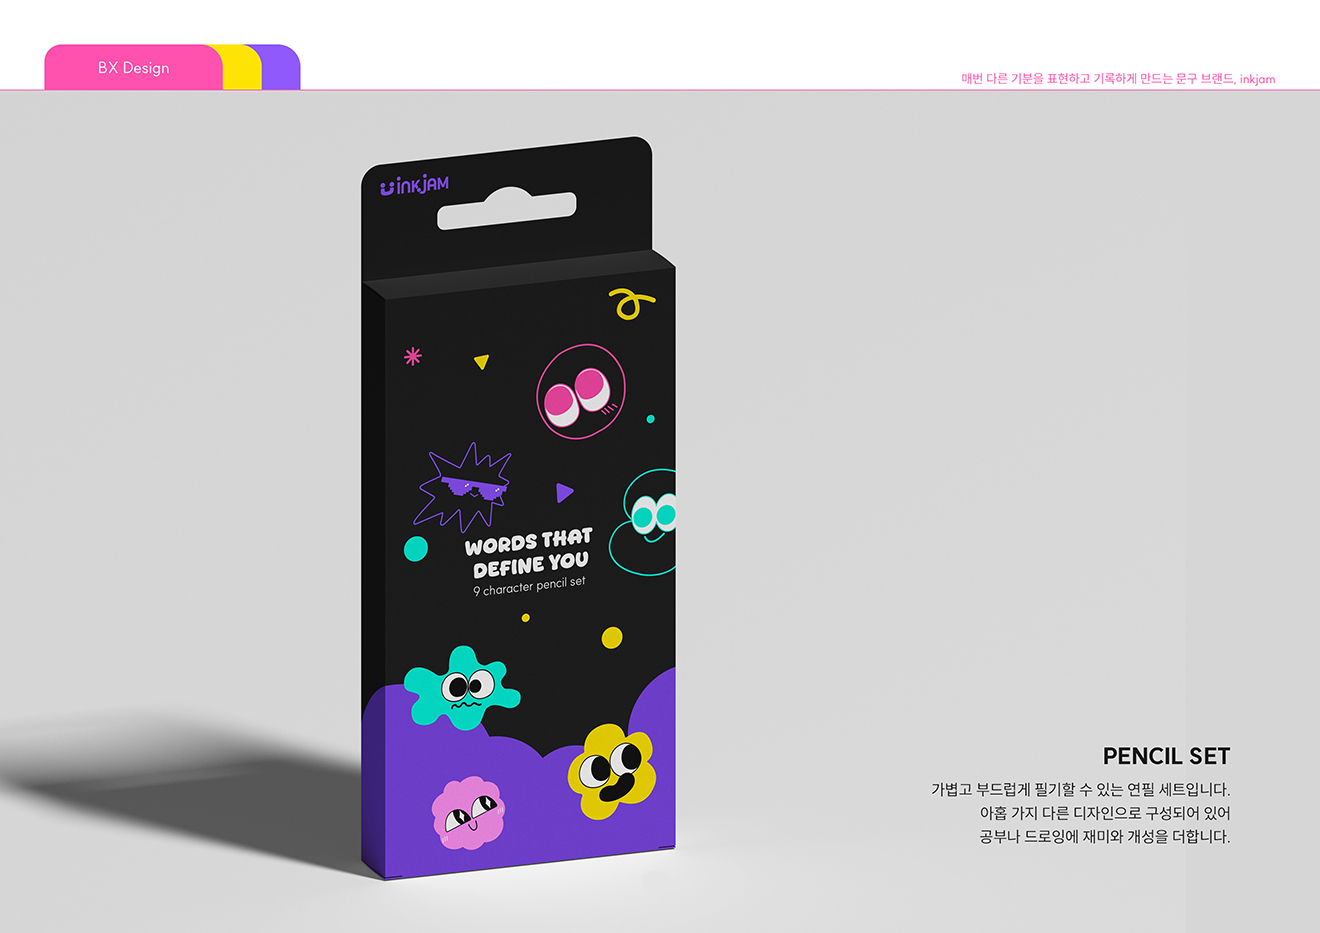 BX Design
매번 다른 기분을 표현하고 기록하게 만드는 문구 브랜드, inkjam
inkjAM
WORDS THAT
DEFINE YOU
9 character pencil set
PENCIL SET
가볍고 부드럽게 필기할 수 있는 연필 세트입니다.
아홉 가지 다른 디자인으로 구성되어 있어
공부나 드로잉에 재미와 개성을 더합니다.